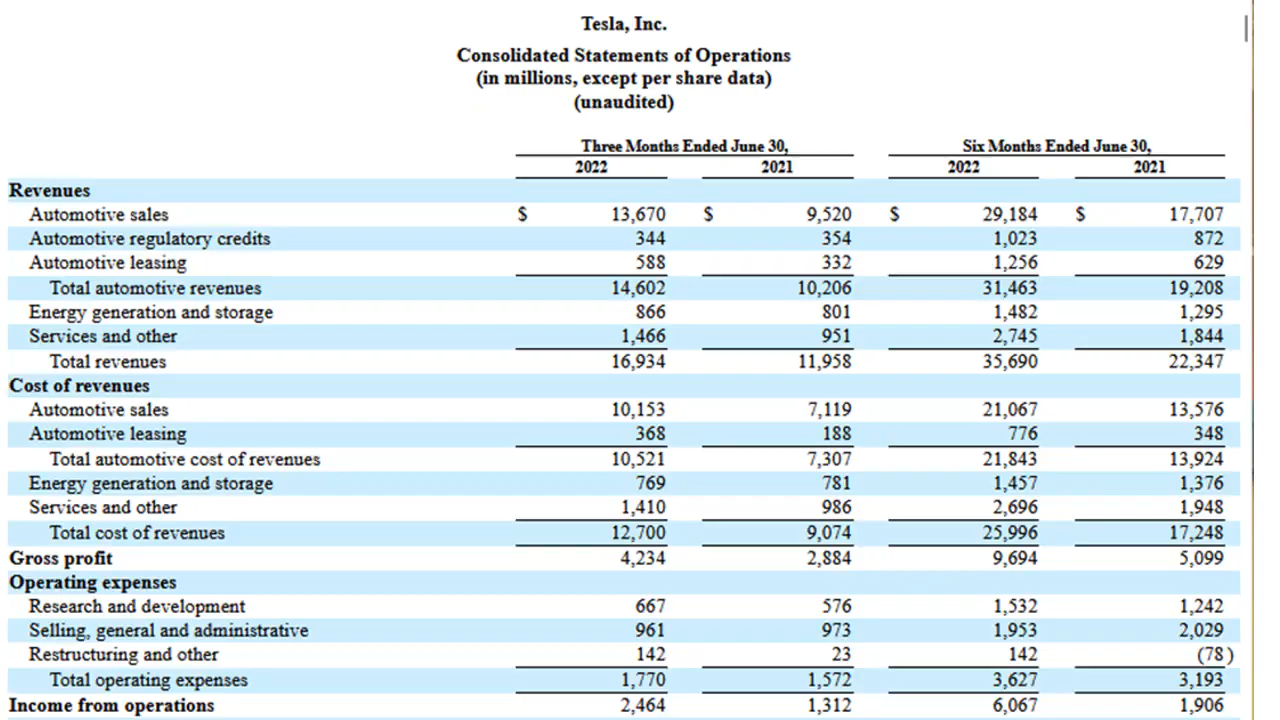 Tesla, Inc.
Consolidated Statements of Operations
(in millions, except per share data)
(unaudited)
Three Months Ended June 30, Six Months Ended June 30,
2022 2021 2022 2021
Revenues
Automotive sales $ 13,670 $ 9,520 $ 29,184 $ 17,707
Automotive regulatory credits 344 354 1,023 872
Automotive leasing 588 332 1,256 629
Total automotive revenues 14,602 10,206 31,463 19,208
Energy generation and storage 866 801 1,482 1,295
Services and other 1,466 951 2,745 1,844
Total revenues 16,934 11,958 35,690 22,347
Cost of revenues
Automotive sales 10,153 7,119 21,067 13,576
Automotive leasing 368 188 776 348
Total automotive cost of revenues 10,521 7,307 21,843 13,924
Energy generation and storage 769 781 1,457 1,376
Services and other 1,410 986 2,696 1,948
Total cost of revenues 12,700 9,074 25,996 17,248
Gross profit 4,234 2,884 9,694 5,099
Operating expenses
Research and development 667 576 1,532 1,242
Selling, general and administrative 961 973 1,953 2,029
Restructuring and other 142 23 142 (78)
Total operating expenses 1,770 1,572 3,627 3,193
Income from operations 2,464 1,312 6,067 1,906